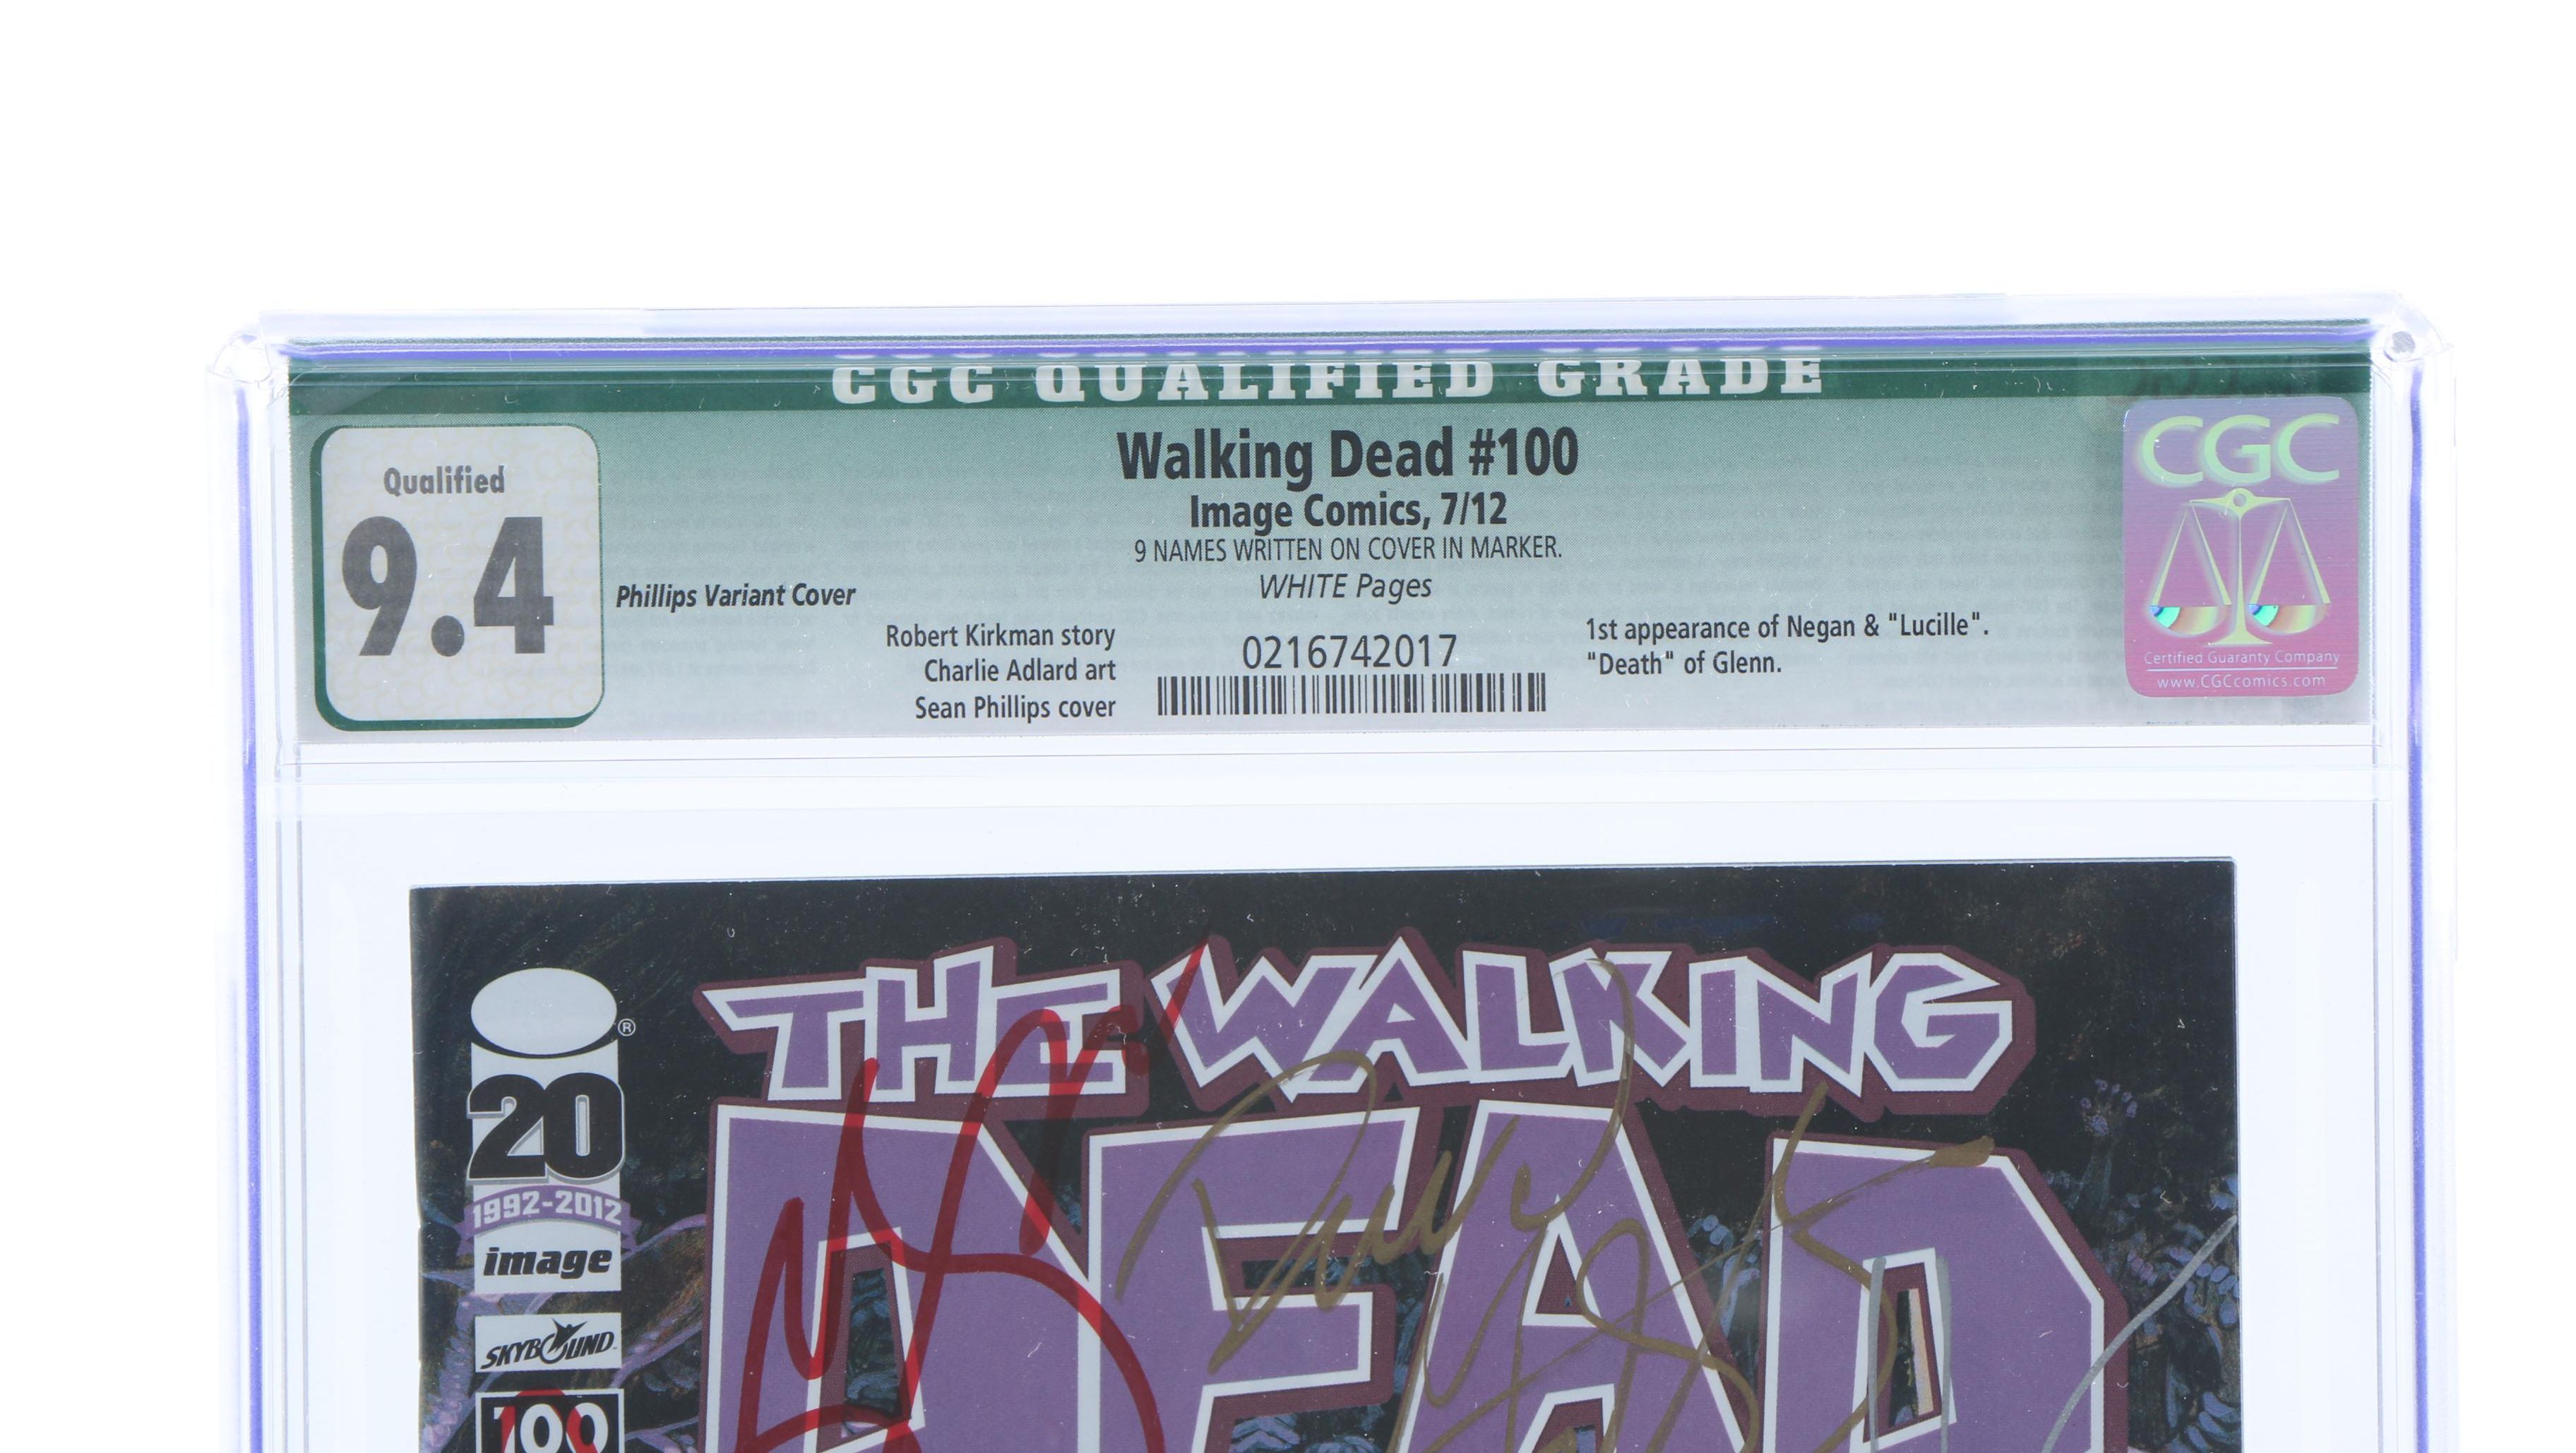 CGC QUALIFIED GRADE
Qualified
9.4
Phillips Variant Cover
Robert Kirkman story
Charlie Adlard art
Sean Phillips cover
Walking Dead #100
Image Comics, 7/12
9 NAMES WRITTEN ON COVER IN MARKER.
WHITE Pages
0216742017
1st appearance of Negan & "Lucille".
"Death" of Glenn.
CGC
Certified Guaranty Company
www.CGCcomics.com
®
20
1992-2012
image
SKYBOUND
100
THE WALKING
DEAD